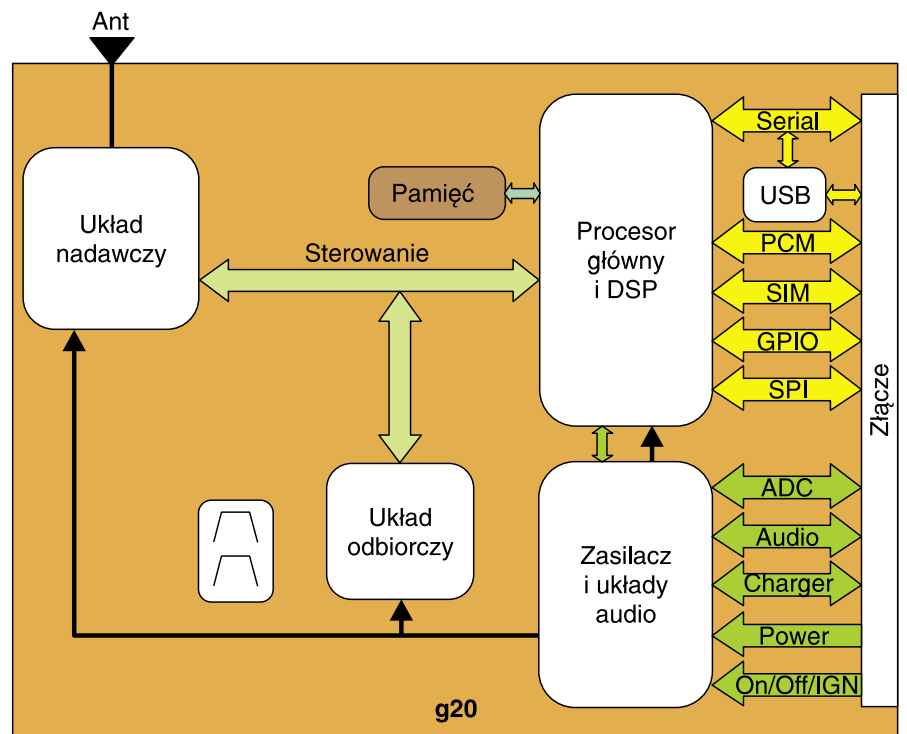 Ant
Układ
nadawczy
Pamięć
Sterowanie
Procesor
główny
i DSP
Serial
USB
PCM
SIM
GPIO
SPI
Złącze
Układ
odbiorczy
Zasilacz
i układy
audio
ADC
Audio
Charger
Power
On/Off/IGN
g20